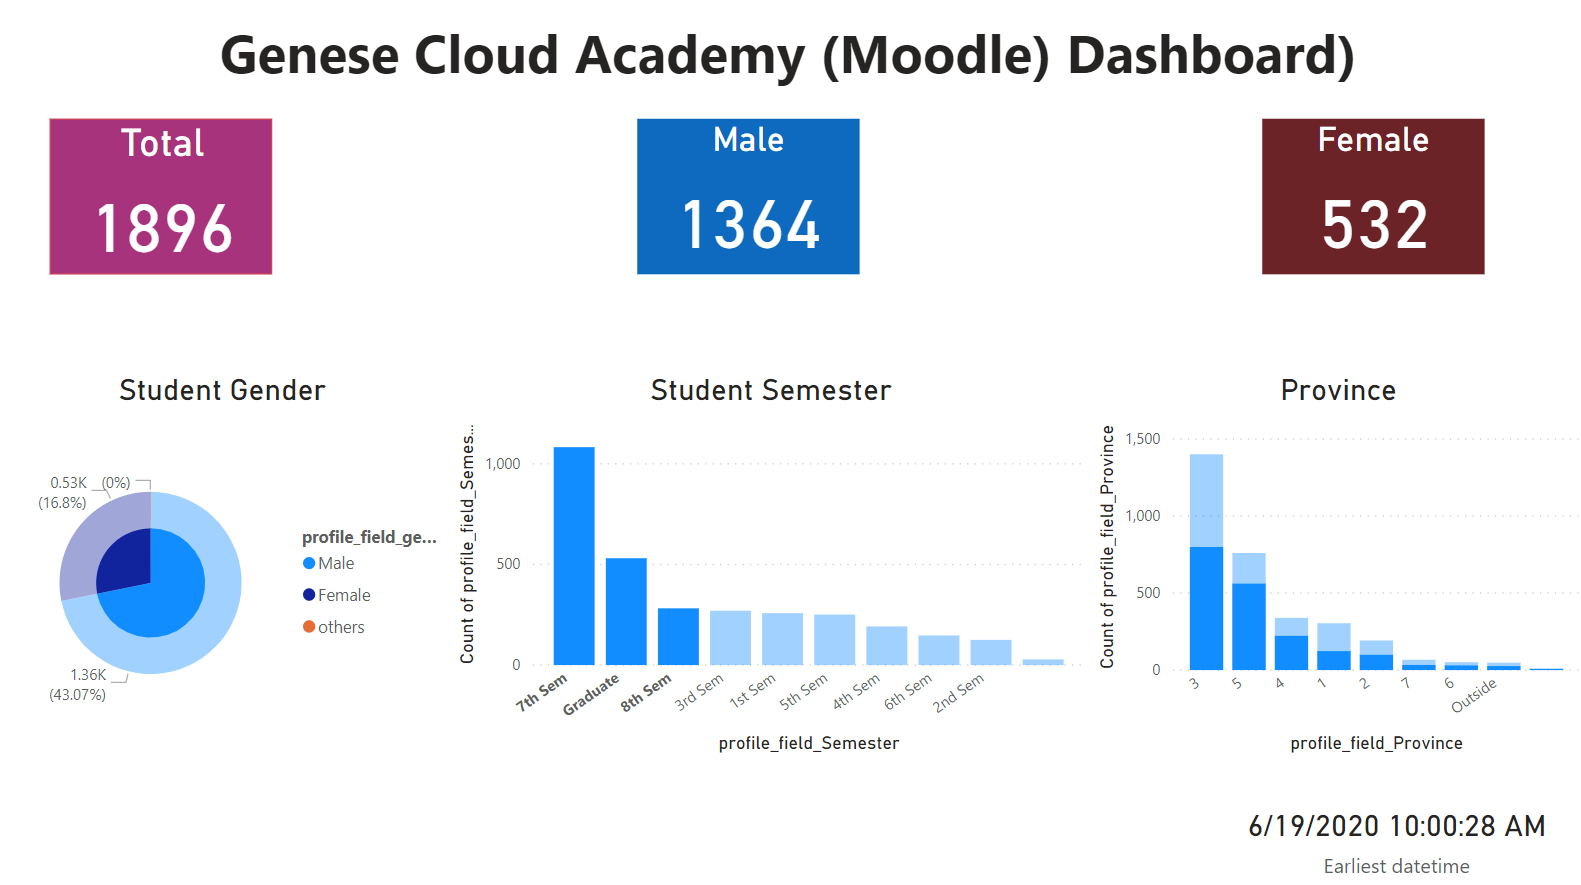 Genese Cloud Academy (Moodle) Dashboard)
Total
1896
Male
1364
Female
532
Student Gender
0.53K
(16.8%)
(0%)
1.36K
(43.07%)
profile_field_ge...
Male
Female
others
Student Semester
Count of profile_field_Semes...
1,000
500
0
7th Sem
Graduate
8th Sem
3rd Sem
1st Sem
5th Sem
4th Sem
6th Sem
2nd Sem
profile_field_Semester
Province
Count of profile_field_Province
1,500
1,000
500
0
3
5
4
1
2
7
6
Outside
profile_field_Province
6/19/2020 10:00:28 AM
Earliest datetime